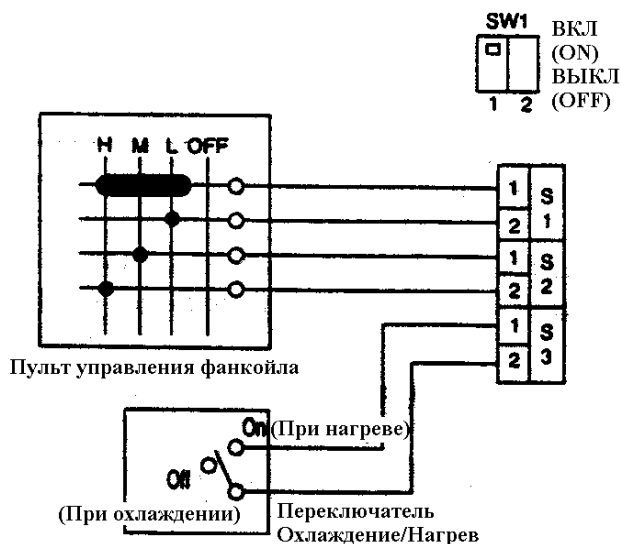 SW1
ВКЛ
(ON)
ВЫКЛ
(OFF)
1 2
H M L OFF
1
2
S
1
1
2
S
2
1
2
S
3
Пульт управления фанкойла
On (При нагреве)
Off
(При охлаждении)
Переключатель
Охлаждение/Нагрев